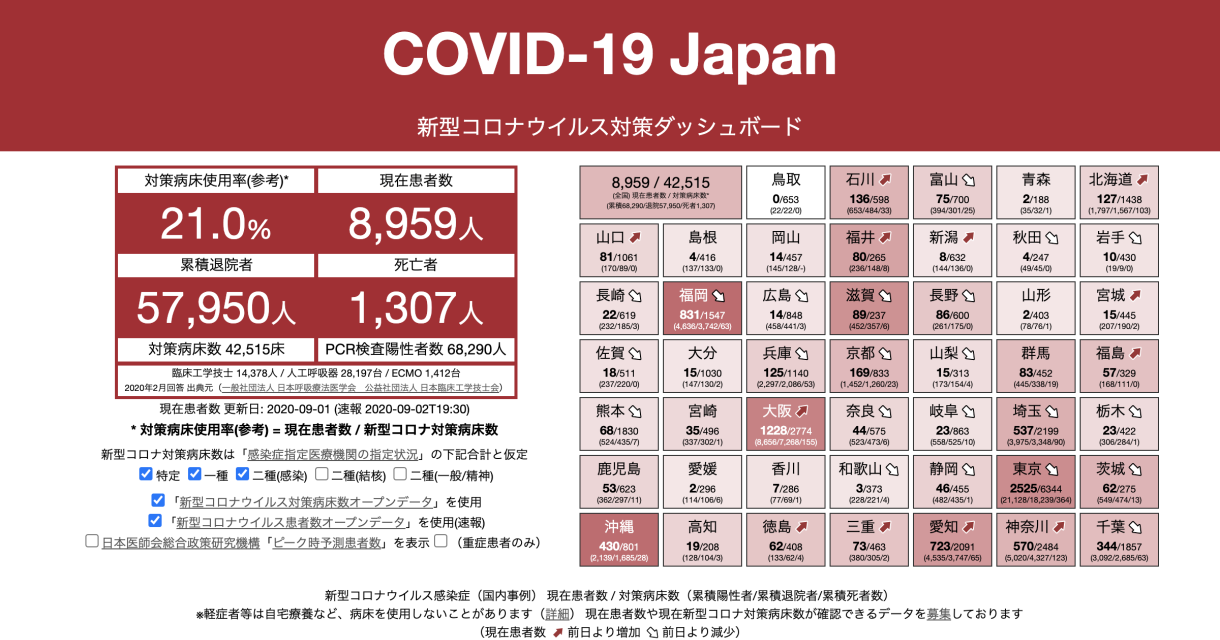 COVID-19 Japan
新型コロナウイルス対策ダッシュボード
対策病床使用率(参考)* 現在患者数
21.0% 8,959人
累積退院者 死亡者
57,950人 1,307人
対策病床数 42,515床 PCR検査陽性者数 68,290人
臨床工学技士 14,378人 / 人工呼吸器 28,197台 / ECMO 1,412台
2020年2月回答 出典元（一般社団法人 日本呼吸療法医学会 公益社団法人 日本臨床工学技士会）
現在患者数 更新日: 2020-09-01 (速報 2020-09-02T19:30)
* 対策病床使用率(参考) = 現在患者数 / 新型コロナ対策病床数
新型コロナ対策病床数は「感染症指定医療機関の指定状況」の下記合計と仮定
特定 一種 二種(感染) 二種(結核) 二種(一般/精神)
「新型コロナウイルス対策病床数オープンデータ」を使用
「新型コロナウイルス患者数オープンデータ」を使用(速報)
日本医師会総合政策研究機構「ピーク時予測患者数」を表示 （重症患者のみ）
8,959 / 42,515
(全国) 現在患者数 / 対策病床数*
(累積68,290/退院57,950/死者1,307)
鳥取
0/653
(22/22/0)
石川
136/598
(653/484/33)
富山
75/700
(394/301/25)
青森
2/188
(35/32/1)
北海道
127/1438
(1,797/1,567/103)
山口
81/1061
(170/89/0)
島根
4/416
(137/133/0)
岡山
14/457
(145/128/-)
福井
80/265
(236/148/8)
新潟
8/632
(144/136/0)
秋田
4/247
(49/45/0)
岩手
10/430
(19/9/0)
長崎
22/619
(232/185/3)
福岡
831/1547
(4,636/3,742/63)
広島
14/848
(458/441/3)
滋賀
89/237
(452/357/6)
長野
86/600
(261/175/0)
山形
2/403
(78/76/1)
宮城
15/445
(207/190/2)
佐賀
18/511
(237/220/0)
大分
15/1030
(147/130/2)
兵庫
125/1140
(2,297/2,086/53)
京都
169/833
(1,452/1,260/23)
山梨
15/313
(173/154/4)
群馬
83/452
(445/338/19)
福島
57/329
(168/111/0)
熊本
68/1830
(524/435/7)
宮崎
35/496
(337/302/1)
大阪
1228/2774
(8,656/7,268/155)
奈良
44/575
(523/473/6)
岐阜
23/863
(558/525/10)
埼玉
537/2199
(3,975/3,348/90)
栃木
23/422
(306/284/1)
鹿児島
53/623
(362/297/11)
愛媛
2/296
(114/106/6)
香川
7/286
(77/69/1)
和歌山
3/373
(228/221/4)
静岡
46/455
(482/435/1)
東京
2525/6344
(21,128/18,239/364)
茨城
62/275
(549/474/13)
沖縄
430/801
(2,139/1,685/28)
高知
19/208
(128/104/3)
徳島
62/408
(133/62/4)
三重
73/463
(380/305/2)
愛知
723/2091
(4,535/3,747/65)
神奈川
570/2484
(5,020/4,327/123)
千葉
344/1857
(3,092/2,685/63)
新型コロナウイルス感染症（国内事例） 現在患者数 / 対策病床数（累積陽性者/累積退院者/累積死者数）
※軽症者等は自宅療養など、病床を使用しないことがあります（詳細） 現在患者数や現在新型コロナ対策病床数が確認できるデータを募集しております
（現在患者数 前日より増加 前日より減少）